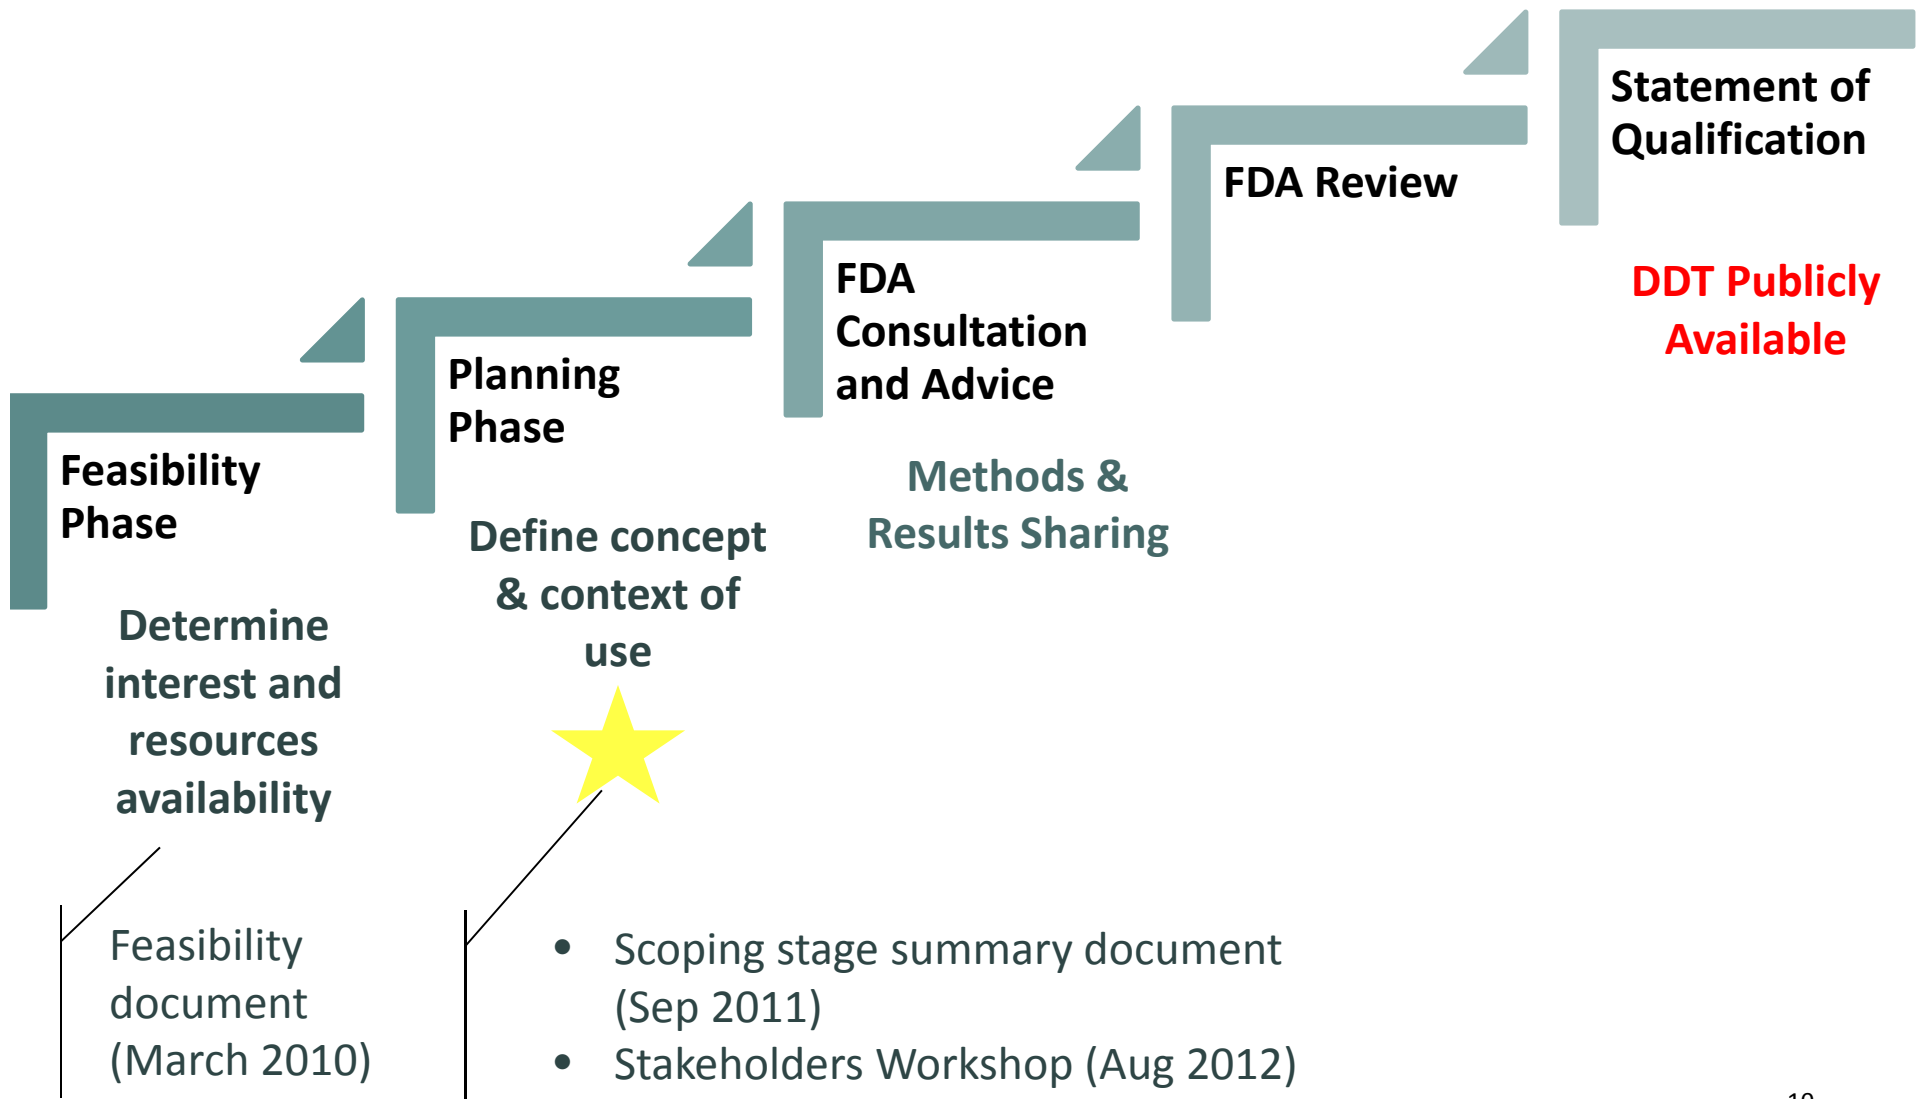 Statement of
Qualification
FDA Review
DDT Publicly
Available
FDA
Consultation
and Advice
Methods &
Results Sharing
Planning
Phase
Define concept
& context of
use
Feasibility
Phase
Determine
interest and
resources
availability
Feasibility
document
(March 2010)
• Scoping stage summary document
(Sep 2011)
• Stakeholders Workshop (Aug 2012)
10